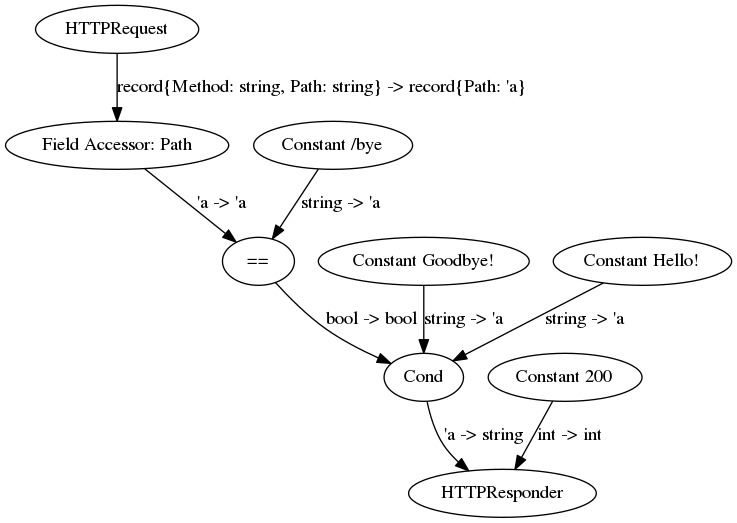 HTTPRequest
record{Method: string, Path: string} -> record{Path: 'a}
Field Accessor: Path
Constant /bye
'a -> 'a
string -> 'a
==
Constant Goodbye!
Constant Hello!
bool -> bool
string -> 'a
string -> 'a
Cond
Constant 200
'a -> string
int -> int
HTTPResponder